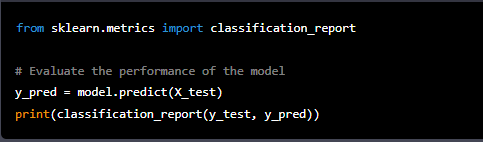 from sklearn.metrics import classification_report
# Evaluate the performance of the model
y_pred = model.predict(X_test)
print(classification_report(y_test, y_pred))